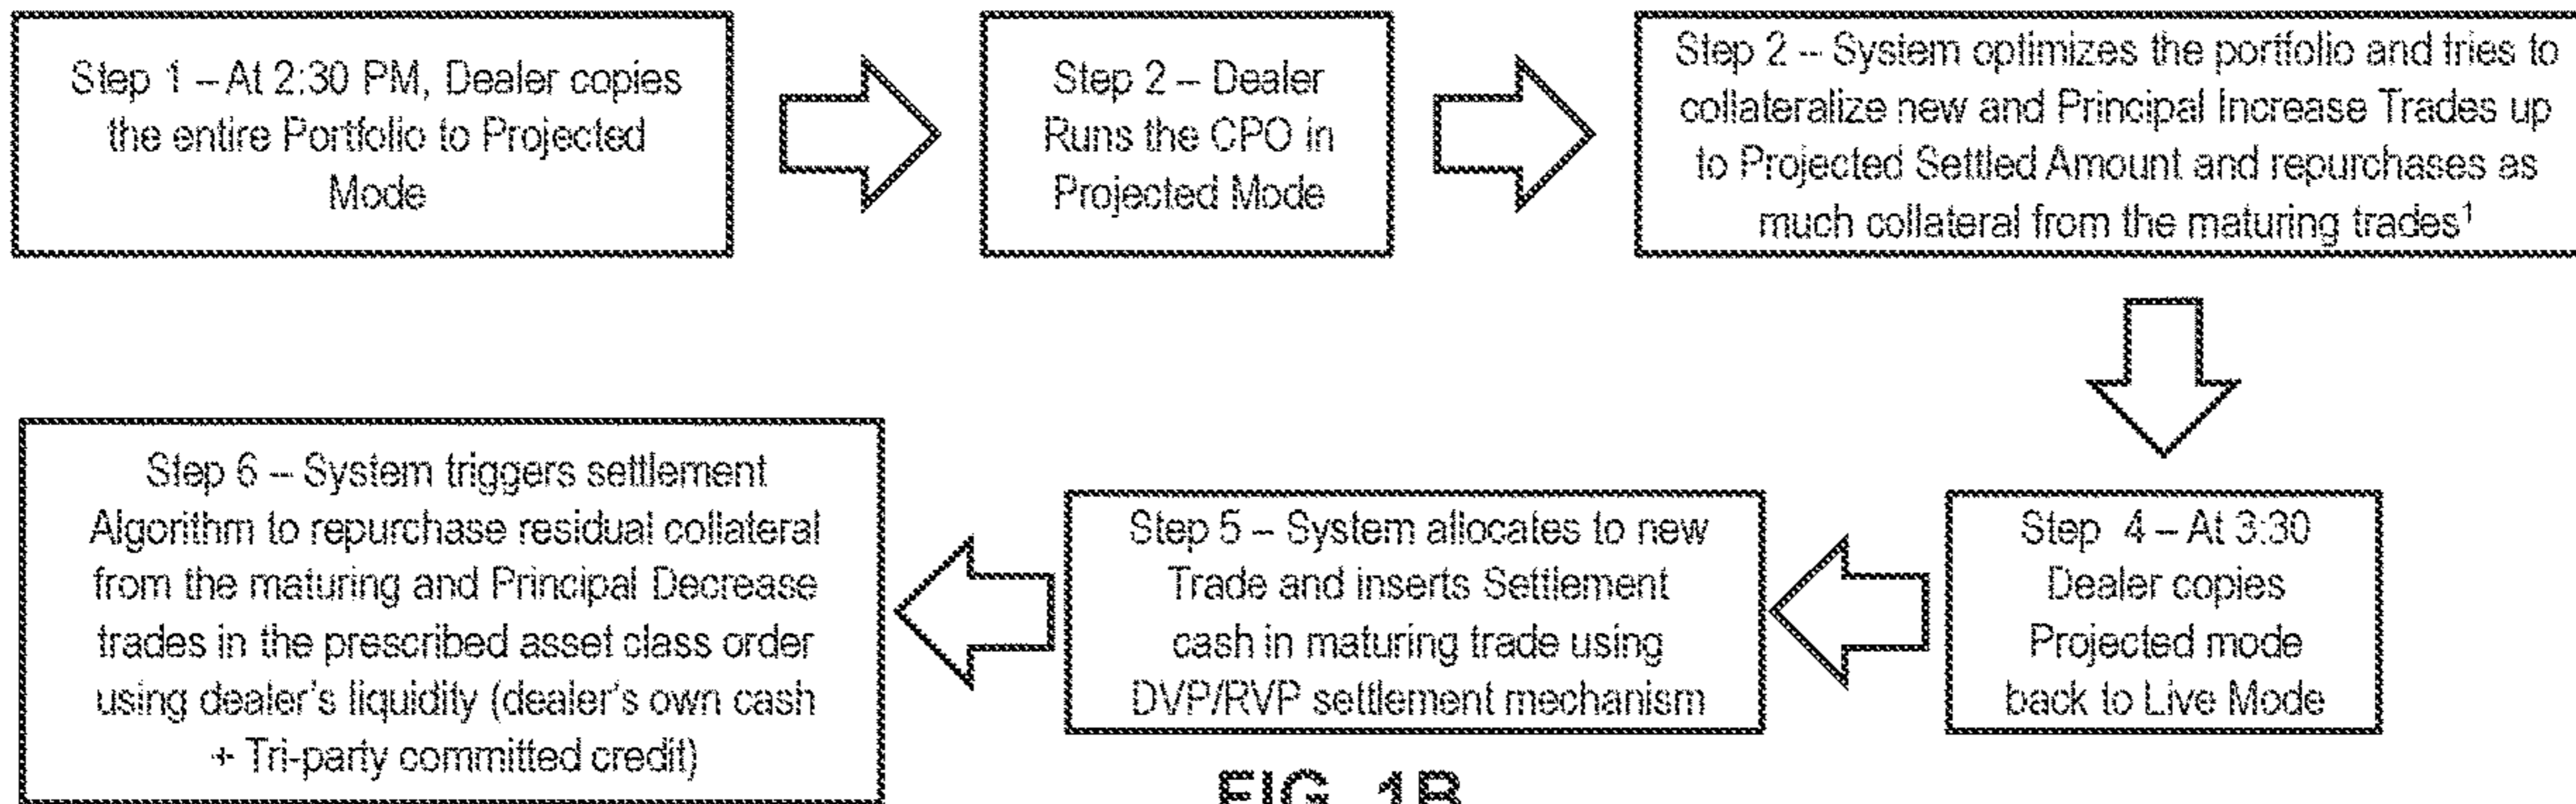 Step 1 – At 2:30 PM, Dealer copies
the entire Portfolio to Projected
Mode
Step 2 – Dealer
Runs the CPO in
Projected Mode
Step 2 – System optimizes the portfolio and tries to
collateralize new and Principal Increase Trades up
to Projected Settled Amount and repurchases as
much collateral from the maturing trades¹
Step 4 – At 3:30
Dealer copies
Projected mode
back to Live Mode
Step 5 – System allocates to new
Trade and inserts Settlement
cash in maturing trade using
DVP/RVP settlement mechanism
Step 6 – System triggers settlement
Algorithm to repurchase residual collateral
from the maturing and Principal Decrease
trades in the prescribed asset class order
using dealer's liquidity (dealer's own cash
+ Tri-party committed credit)
FIG. 1B